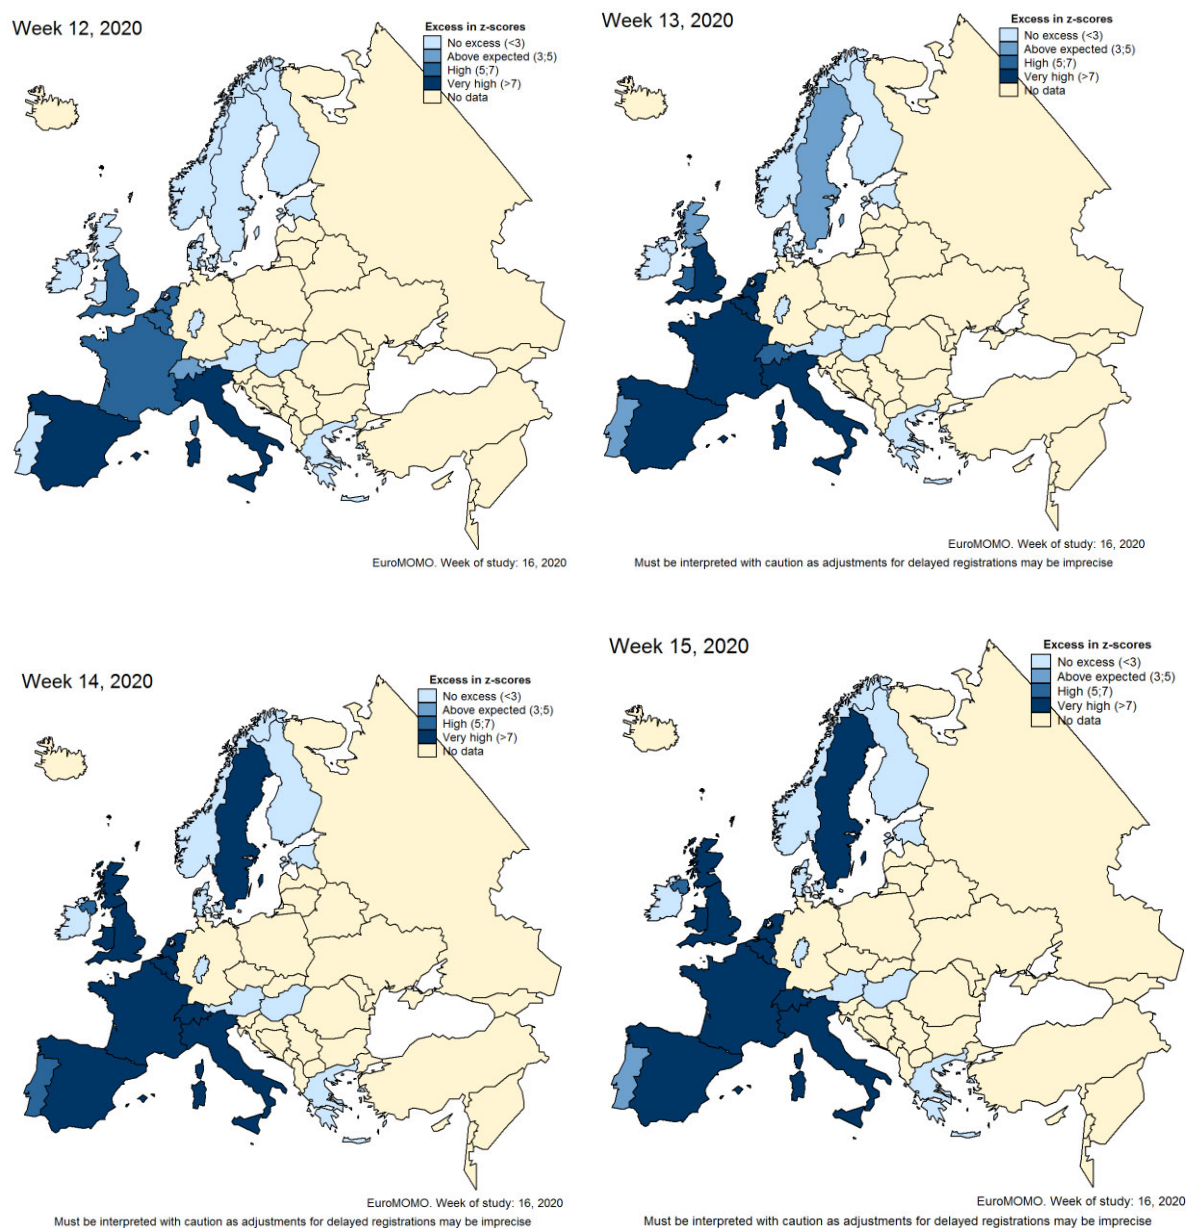 Week 12, 2020
Excess in z-scores
No excess (<3)
Above expected (3;5)
High (5;7)
Very high (>7)
No data
EuroMOMO. Week of study: 16, 2020
Week 13, 2020
Excess in z-scores
No excess (<3)
Above expected (3;5)
High (5;7)
Very high (>7)
No data
EuroMOMO. Week of study: 16, 2020
Must be interpreted with caution as adjustments for delayed registrations may be imprecise
Week 14, 2020
Excess in z-scores
No excess (<3)
Above expected (3;5)
High (5;7)
Very high (>7)
No data
EuroMOMO. Week of study: 16, 2020
Must be interpreted with caution as adjustments for delayed registrations may be imprecise
Week 15, 2020
Excess in z-scores
No excess (<3)
Above expected (3;5)
High (5;7)
Very high (>7)
No data
EuroMOMO. Week of study: 16, 2020
Must be interpreted with caution as adjustments for delayed registrations may be imprecise